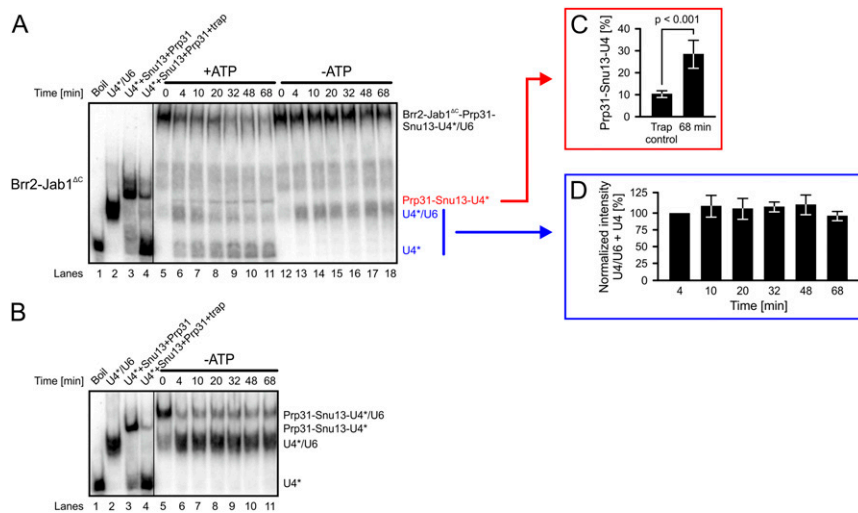 A
Boil
U4*/U6
U4*+Snu13+Prp31
U4*+Snu13+Prp31+trap
+ATP
-ATP
Time [min] 0 4 10 20 32 48 68 0 4 10 20 32 48 68
Brr2-Jab1ΔC
Brr2-Jab1ΔC-Prp31-
Snu13-U4*/U6
Prp31-Snu13-U4*
U4*/U6
U4*
Lanes 1 2 3 4 5 6 7 8 9 10 11 12 13 14 15 16 17 18
B
Boil
U4*/U6
U4*+Snu13+Prp31
U4*+Snu13+Prp31+trap
-ATP
Time [min] 0 4 10 20 32 48 68
Prp31-Snu13-U4*/U6
Prp31-Snu13-U4*
U4*/U6
U4*
Lanes 1 2 3 4 5 6 7 8 9 10 11
C
p < 0.001
Prp31-Snu13-U4 [%]
40
30
20
10
0
Trap
control
68 min
D
Normalized intensity
U4/U6 + U4 [%]
125
100
75
50
25
0
4 10 20 32 48 68
Time [min]